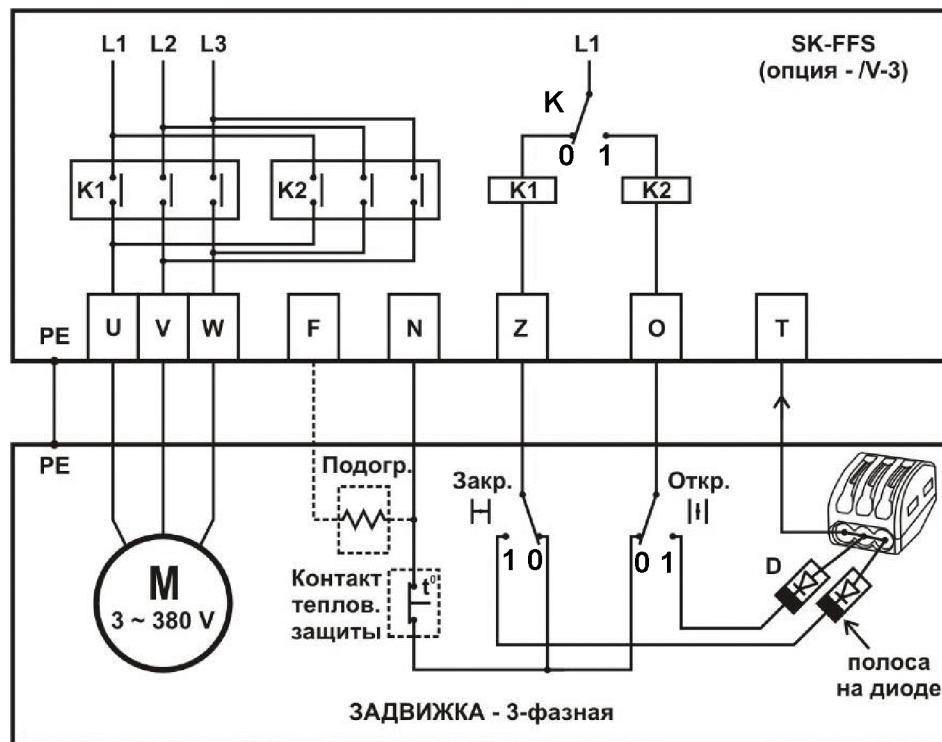 L1 L2 L3
L1
SK-FFS
(опция - /V-3)
K
0 1
K1
K2
K1
K2
U V W F N Z O T
PE
PE
Подогр.
Закр.
Откр.
1 0
0 1
D
M
3 ~ 380 V
Контакт
теплов.
защиты
t⁰
полоса
на диоде
ЗАДВИЖКА - 3-фазная